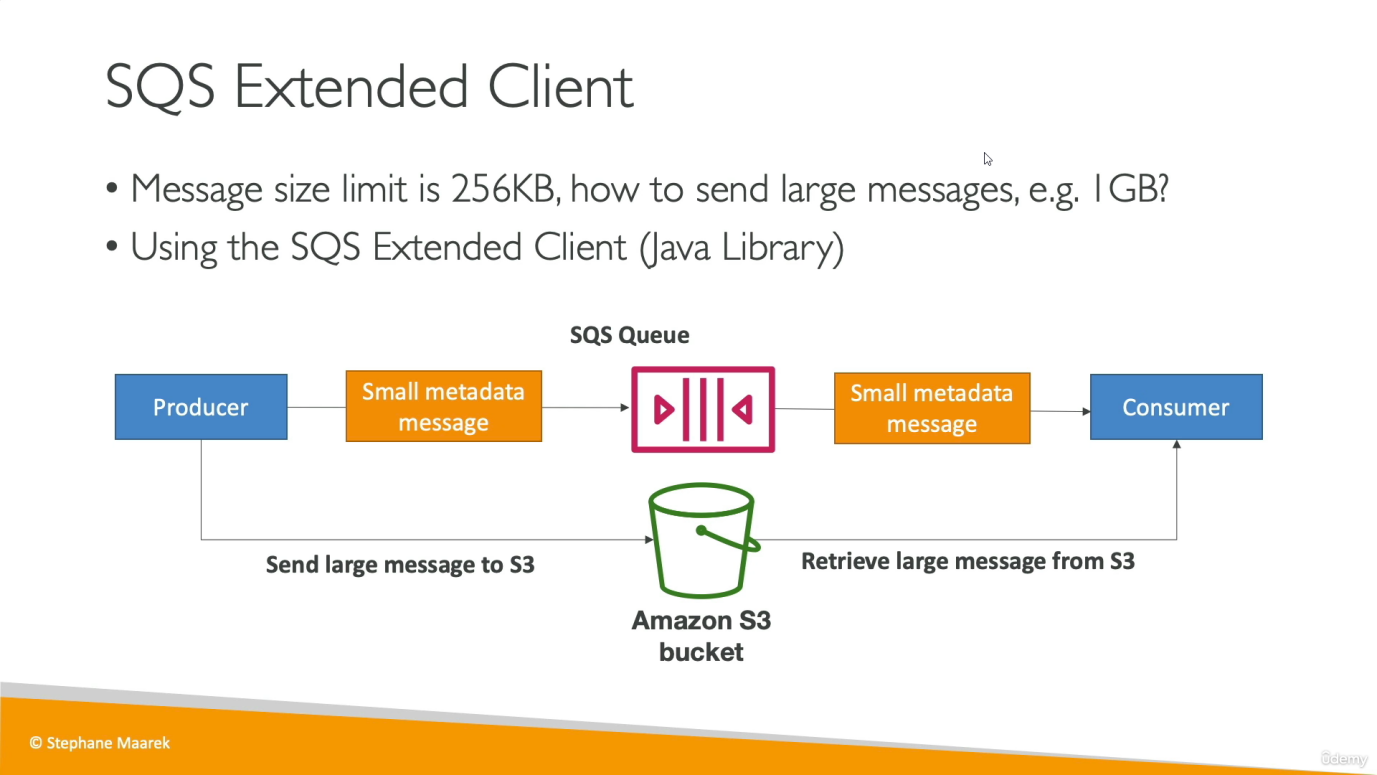 SQS Extended Client
• Message size limit is 256KB, how to send large messages, e.g. 1GB?
• Using the SQS Extended Client (Java Library)
SQS Queue
Producer
Small metadata
message
Small metadata
message
Consumer
Send large message to S3
Retrieve large message from S3
Amazon S3
bucket
© Stephane Maarek
ûdemy